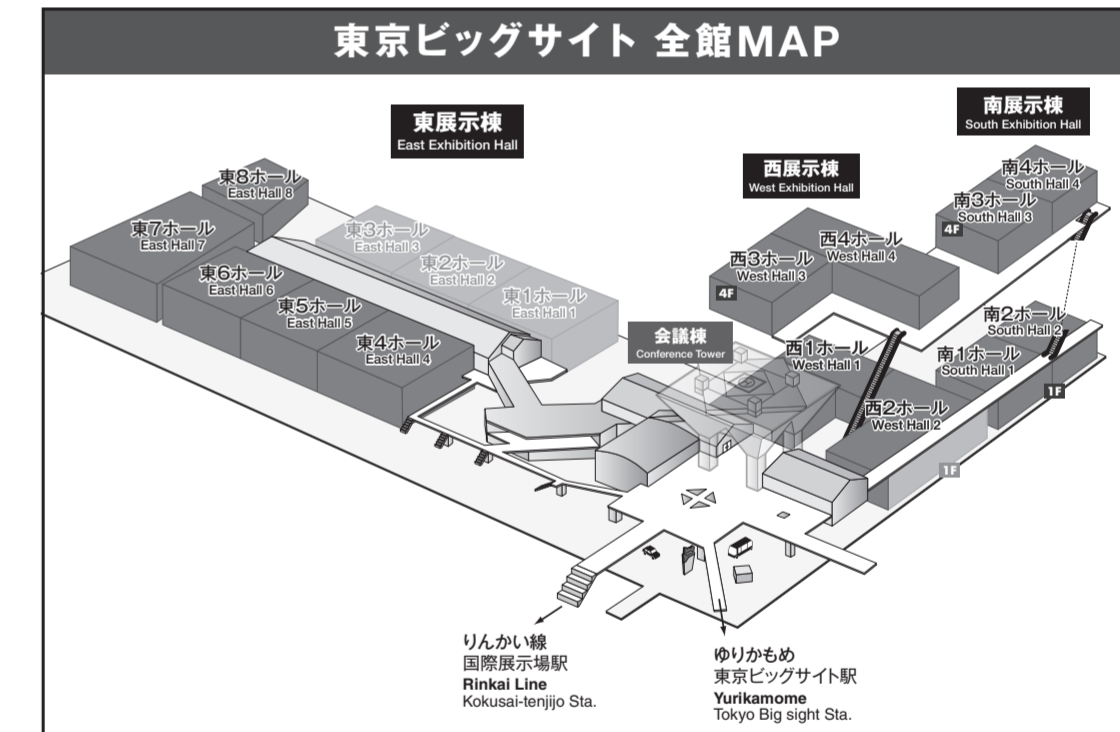 東京ビッグサイト 全館MAP
東展示棟
East Exhibition Hall
南展示棟
South Exhibition Hall
西展示棟
West Exhibition Hall
東8ホール
East Hall 8
東7ホール
East Hall 7
東6ホール
East Hall 6
東5ホール
East Hall 5
東4ホール
East Hall 4
東3ホール
East Hall 3
東2ホール
East Hall 2
東1ホール
East Hall 1
南4ホール
South Hall 4
南3ホール
South Hall 3
4F
西4ホール
West Hall 4
西3ホール
West Hall 3
4F
会議棟
Conference Tower
西1ホール
West Hall 1
西2ホール
West Hall 2
南2ホール
South Hall 2
南1ホール
South Hall 1
1F
1F
りんかい線
国際展示場駅
Rinkai Line
Kokusai-tenjijo Sta.
ゆりかもめ
東京ビッグサイト駅
Yurikamome
Tokyo Big sight Sta.